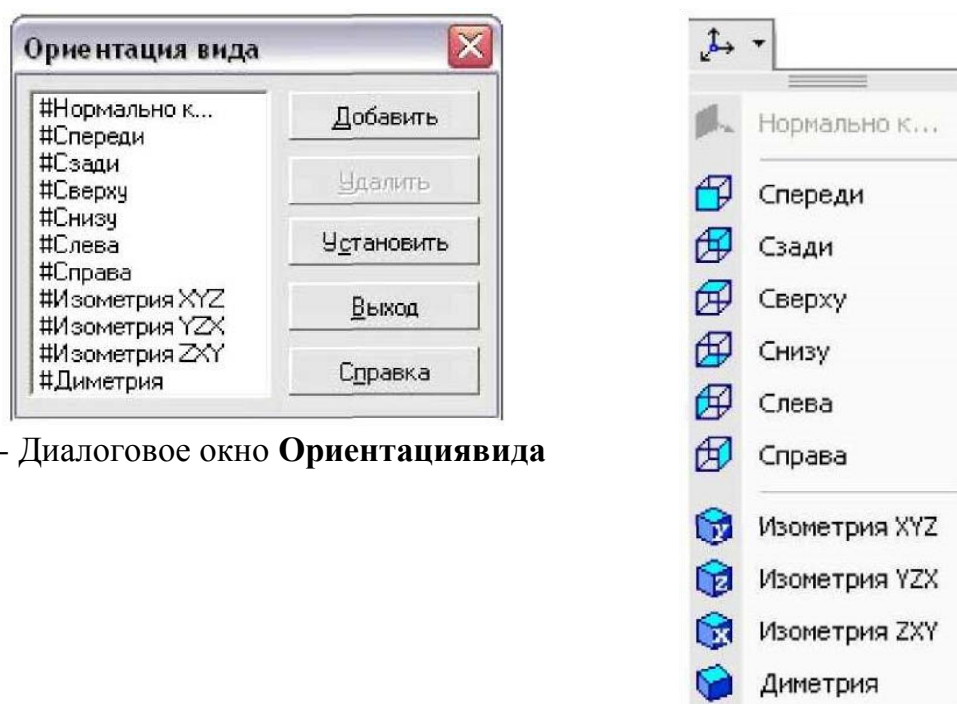 Ориентация вида
#Нормально к...
#Спереди
#Сзади
#Сверху
#Снизу
#Слева
#Справа
#Изометрия XYZ
#Изометрия YZX
#Изометрия ZXY
#Диметрия
Добавить
Удалить
Установить
Выход
Справка
- Диалоговое окно Ориентациявида
Нормально к...
Спереди
Сзади
Сверху
Снизу
Слева
Справа
y Изометрия XYZ
z Изометрия YZX
x Изометрия ZXY
Диметрия